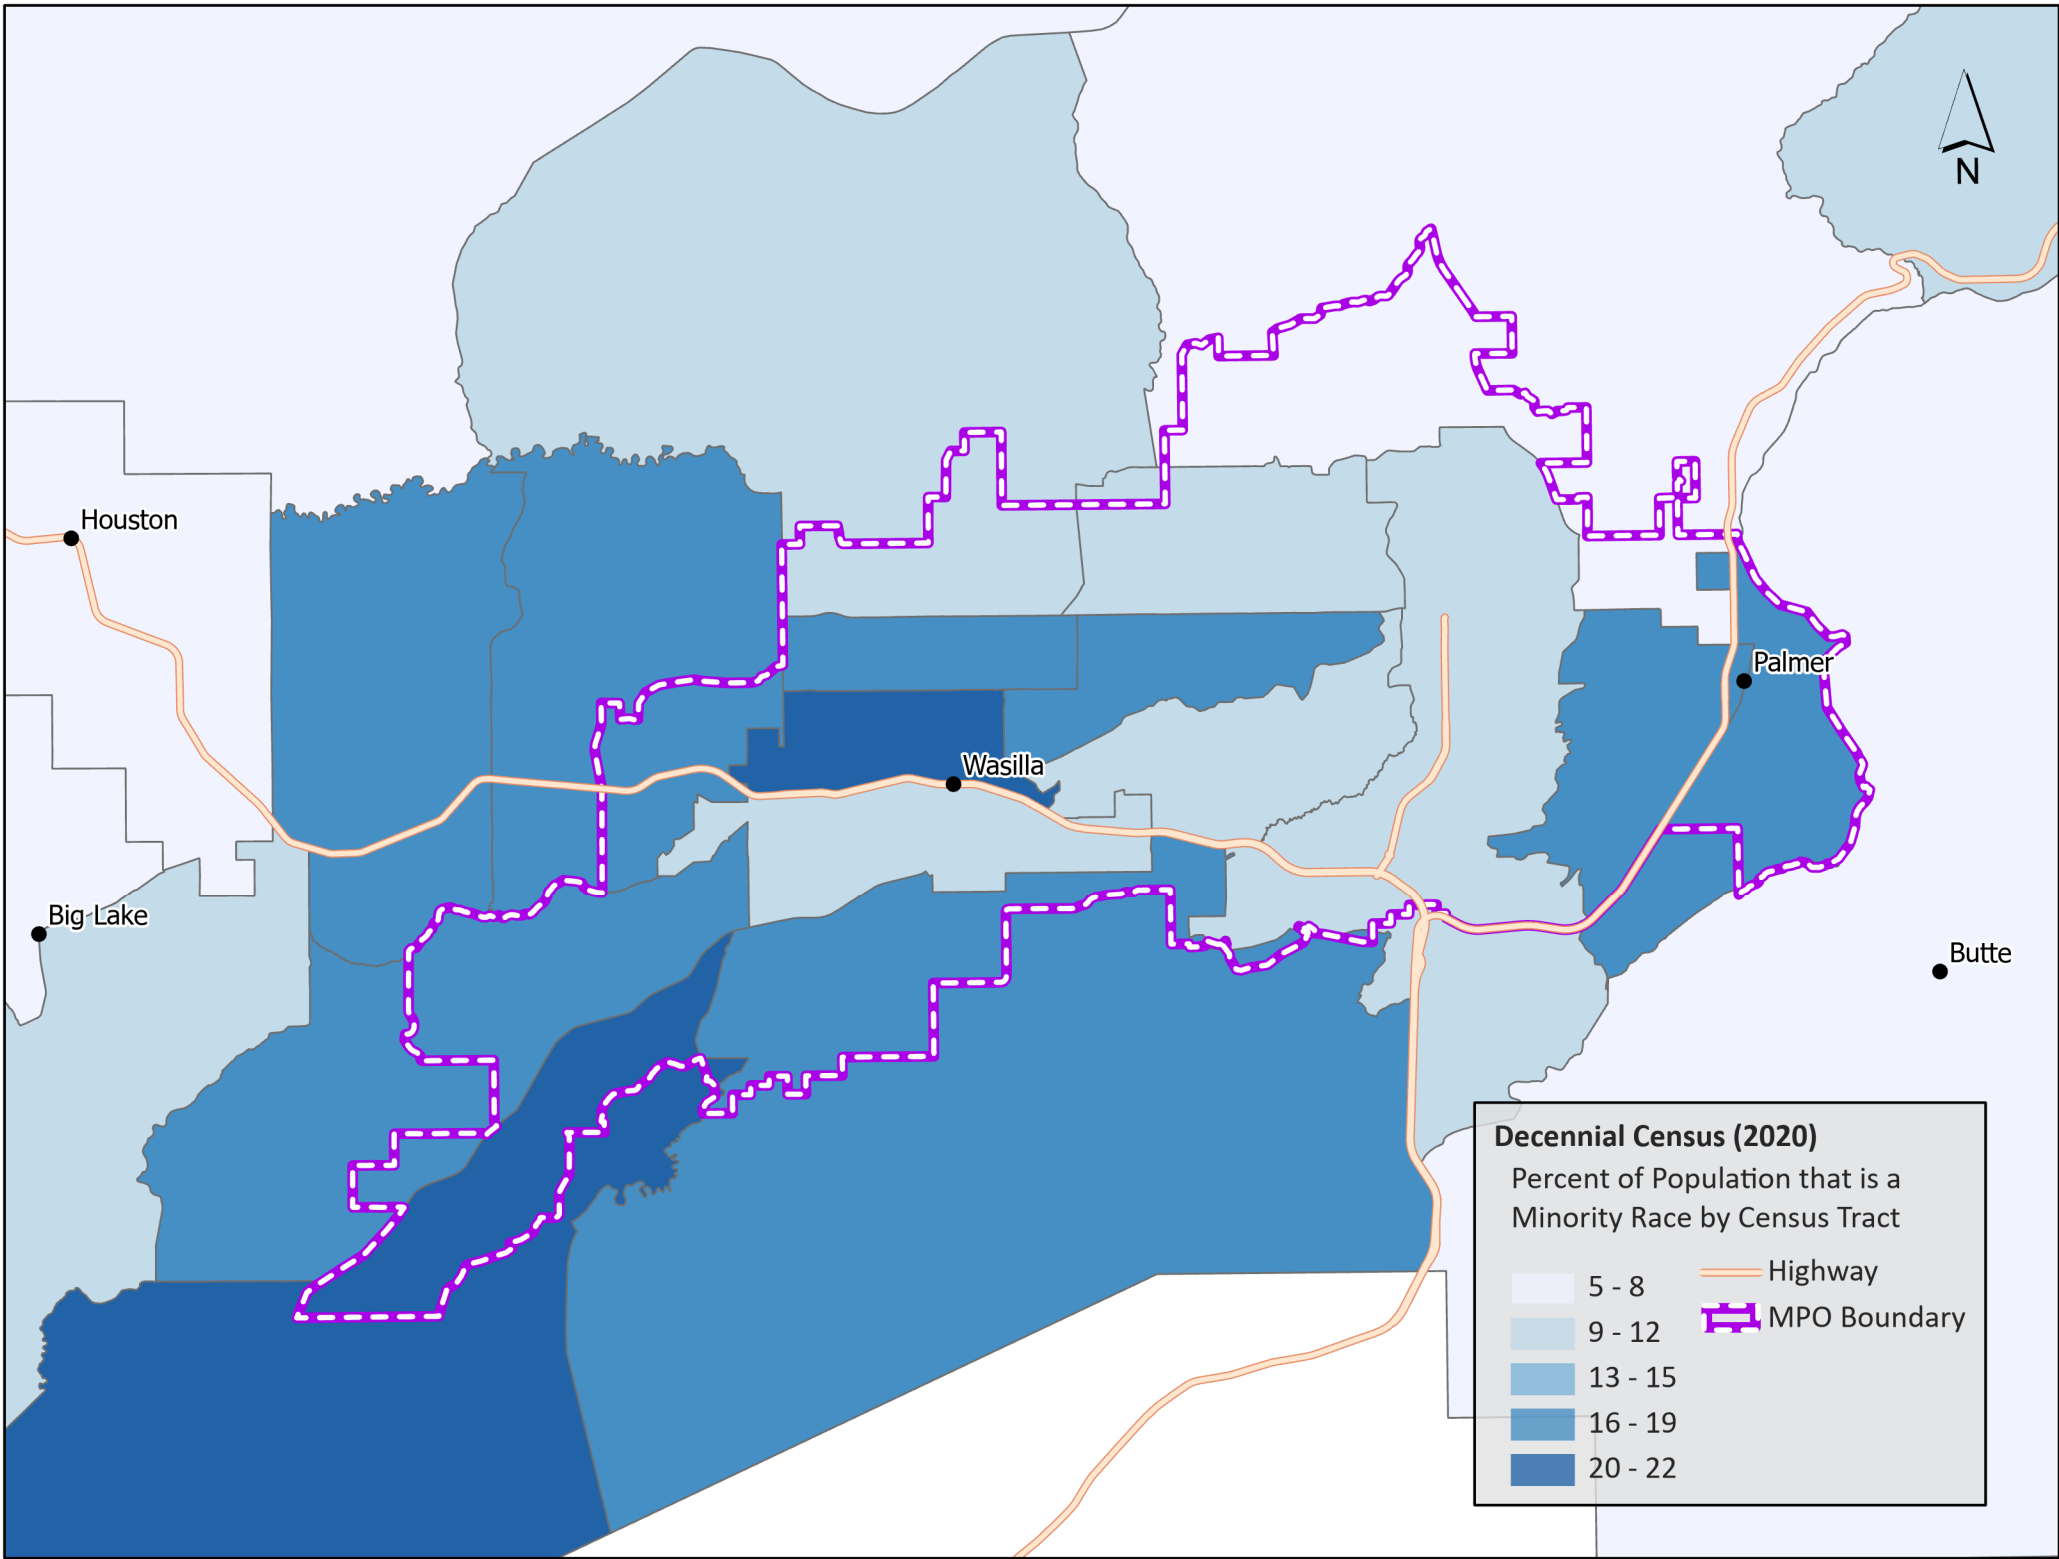 N
Houston
Palmer
Wasilla
Big Lake
Butte
Decennial Census (2020)
Percent of Population that is a
Minority Race by Census Tract
5 - 8
9 - 12
13 - 15
16 - 19
20 - 22
Highway
MPO Boundary